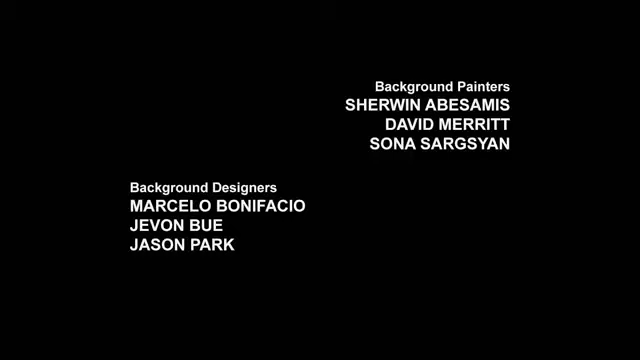 Background Painters
SHERWIN ABESAMIS
DAVID MERRITT
SONA SARGSYAN
Background Designers
MARCELO BONIFACIO
JEVON BUE
JASON PARK